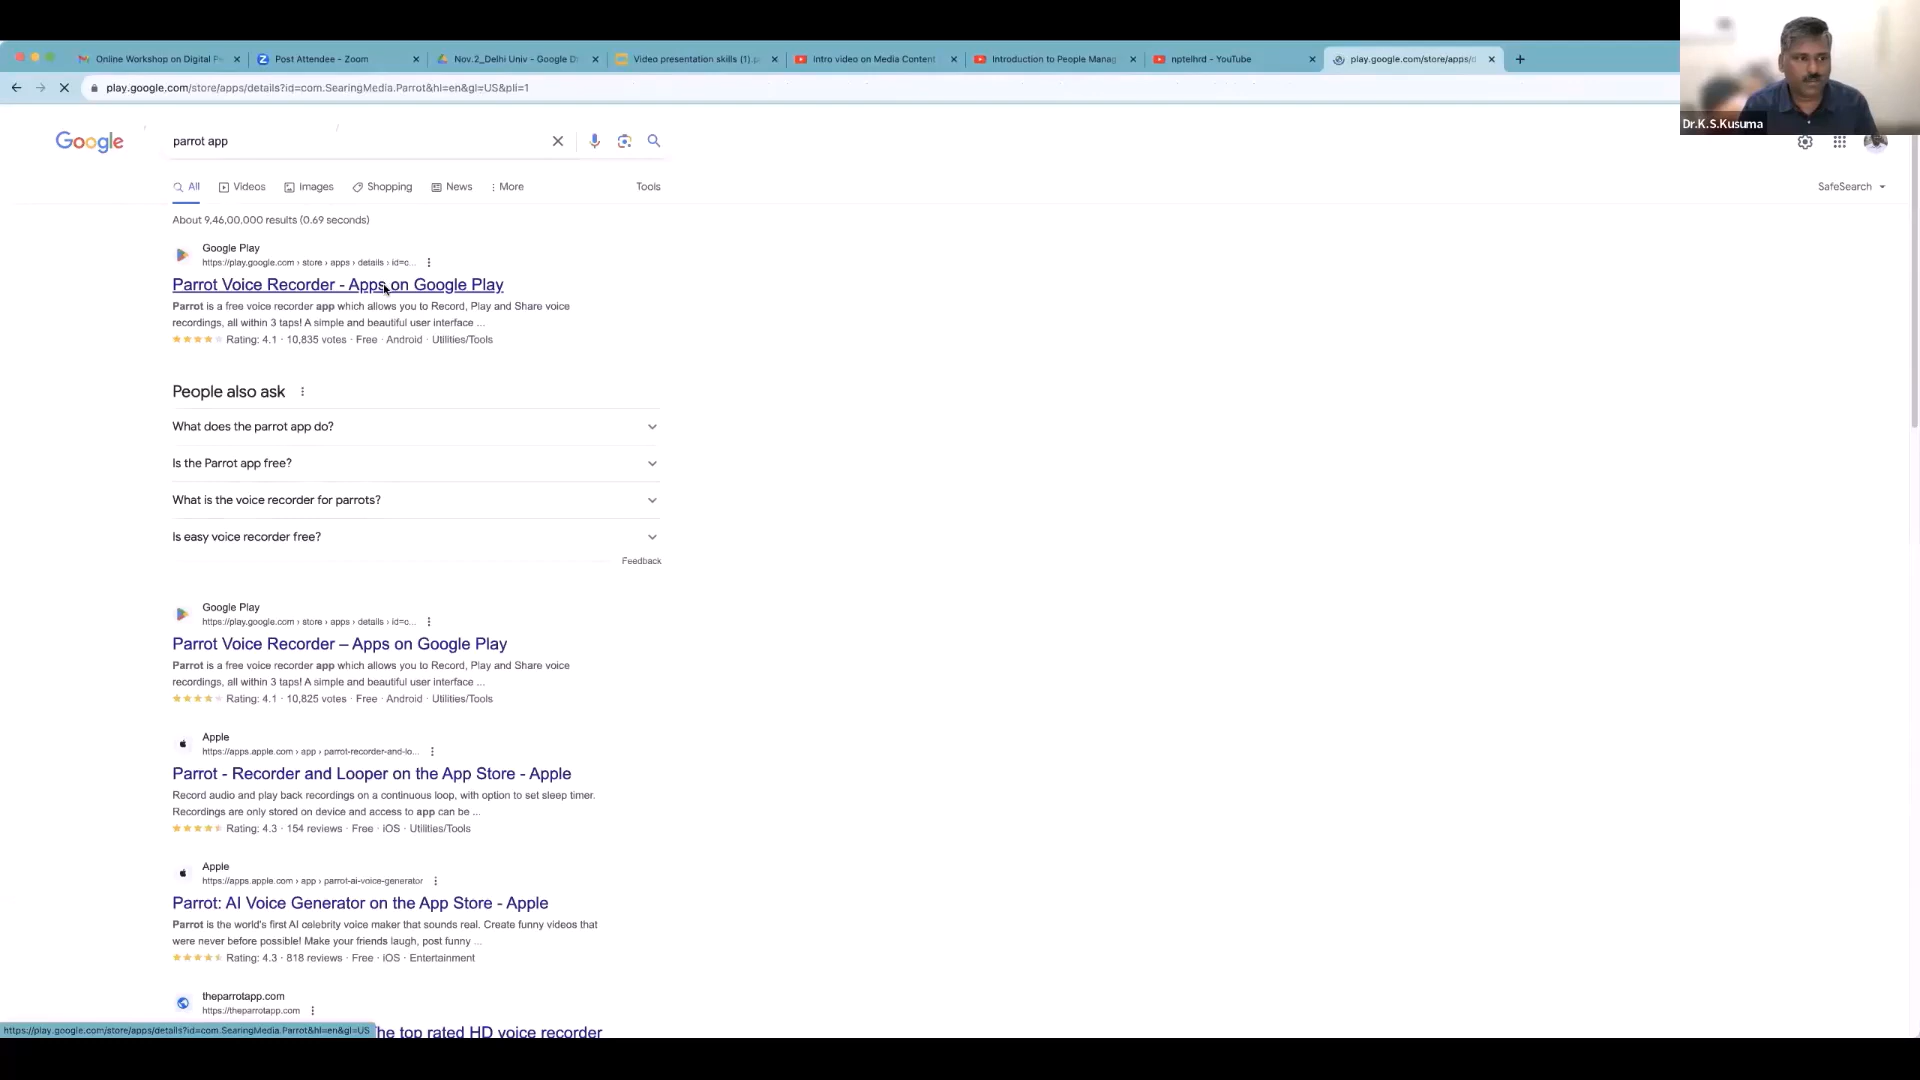 Online Workshop on Digital P
Post Attendee - Zoom
Nov.2_Delhi Univ - Google D
Video presentation skills (1).p
Intro video on Media Content
Introduction to People Manag
nptelhrd - YouTube
play.google.com/store/apps/d
play.google.com/store/apps/details?id=com.SearingMedia.Parrot&hl=en&gl=US&pli=1
Dr.K.S.Kusuma
Google
parrot app
All
Videos
Images
Shopping
News
More
Tools
SafeSearch
About 9,46,00,000 results (0.69 seconds)
Google Play
https://play.google.com › store › apps › details › id=c...
Parrot Voice Recorder - Apps on Google Play
Parrot is a free voice recorder app which allows you to Record, Play and Share voice
recordings, all within 3 taps! A simple and beautiful user interface ...
Rating: 4.1 · 10,835 votes · Free · Android · Utilities/Tools
People also ask
What does the parrot app do?
Is the Parrot app free?
What is the voice recorder for parrots?
Is easy voice recorder free?
Feedback
Google Play
https://play.google.com › store › apps › details › id=c...
Parrot Voice Recorder – Apps on Google Play
Parrot is a free voice recorder app which allows you to Record, Play and Share voice
recordings, all within 3 taps! A simple and beautiful user interface ...
Rating: 4.1 · 10,825 votes · Free · Android · Utilities/Tools
Apple
https://apps.apple.com › app › parrot-recorder-and-lo...
Parrot - Recorder and Looper on the App Store - Apple
Record audio and play back recordings on a continuous loop, with option to set sleep timer.
Recordings are only stored on device and access to app can be ...
Rating: 4.3 · 154 reviews · Free · iOS · Utilities/Tools
Apple
https://apps.apple.com › app › parrot-ai-voice-generator
Parrot: AI Voice Generator on the App Store - Apple
Parrot is the world's first AI celebrity voice maker that sounds real. Create funny videos that
were never before possible! Make your friends laugh, post funny ...
Rating: 4.3 · 818 reviews · Free · iOS · Entertainment
theparrotapp.com
https://theparrotapp.com
https://play.google.com/store/apps/details?id=com.SearingMedia.Parrot&hl=en&gl=US
he top rated HD voice recorder